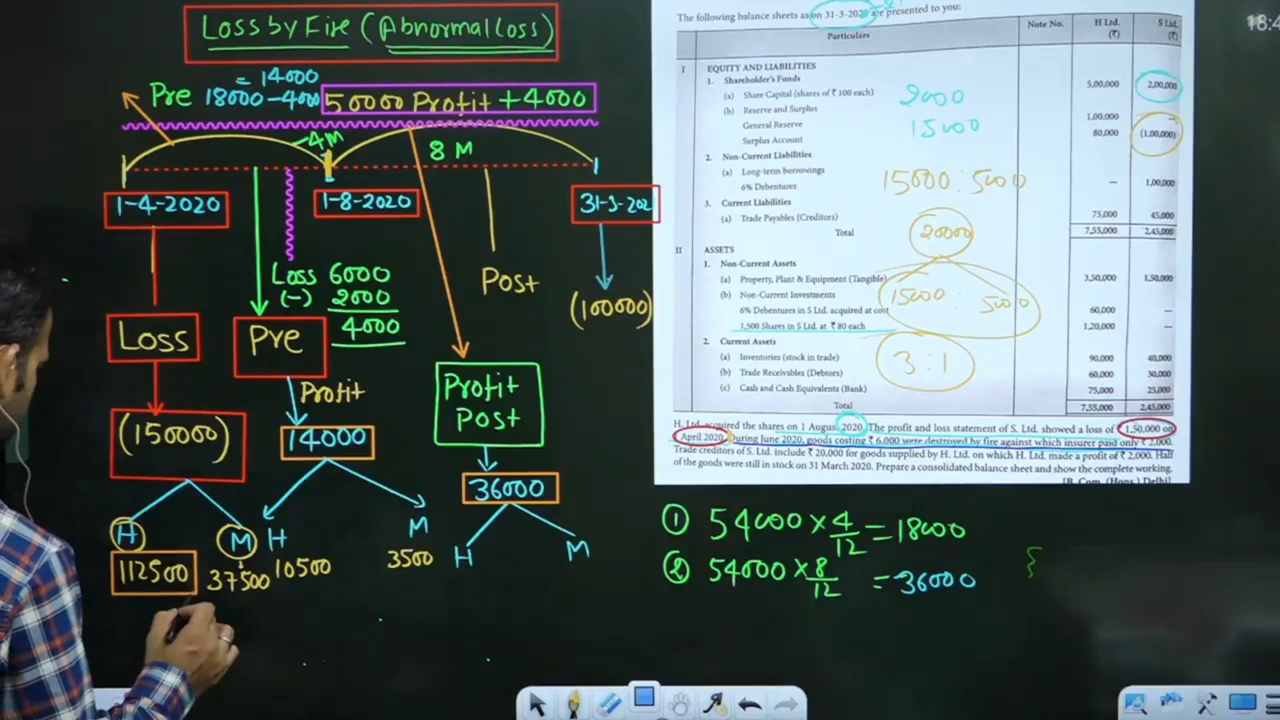 Loss by Fire (Abnormal Loss)
= 14000
Pre 18000-4000
50000 Profit + 4000
4M
8 M
1-4-2020
1-8-2020
31-3-202
Loss 6000
(-) 2000
4000
Post
(100000)
Loss
Pre
Profit
Profit
Post
(150000)
14000
36000
H
M
H
M
H
M
112500
37500
10500
3500
① 54000 × 4/12 = 18000
② 54000 × 8/12 = 36000
18:4
The following balance sheets as on 31-3-202 are presented to you:
Particulars
Note No.
H Ltd.
(₹)
S Ltd.
(₹)
I EQUITY AND LIABILITIES
1. Shareholder's Funds
(a) Share Capital (shares of ₹ 100 each) 5,00,000 2,00,000
(b) Reserve and Surplus
General Reserve 1,00,000 —
Surplus Account 80,000 (1,00,000)
2. Non-Current Liabilities
(a) Long-term borrowings
6% Debentures — 1,00,000
3. Current Liabilities
(a) Trade Payables (Creditors) 75,000 45,000
Total 7,55,000 2,45,000
II ASSETS
1. Non-Current Assets
(a) Property, Plant & Equipment (Tangible) 3,50,000 1,50,000
(b) Non-Current Investments
6% Debentures in S Ltd. acquired at cost 60,000 —
1,500 Shares in S Ltd. at ₹ 80 each 1,20,000 —
2. Current Assets
(a) Inventories (stock in trade) 90,000 40,000
(b) Trade Receivables (Debtors) 60,000 30,000
(c) Cash and Cash Equivalents (Bank) 75,000 25,000
Total 7,55,000 2,45,000
15000
15000 : 5000
20000
15000 : 5000
3 : 1
H. Ltd. acquired the shares on 1 August, 2020. The profit and loss statement of S. Ltd. showed a loss of ₹ 1,50,000 on
April 2020. During June 2020, goods costing ₹ 6,000 were destroyed by fire against which insurer paid only ₹ 2,000.
Trade creditors of S. Ltd. include ₹ 20,000 for goods supplied by H. Ltd. on which H. Ltd. made a profit of ₹ 2,000. Half
of the goods were still in stock on 31 March 2020. Prepare a consolidated balance sheet and show the complete working.
[B. Com. (Hons.) Delhi]